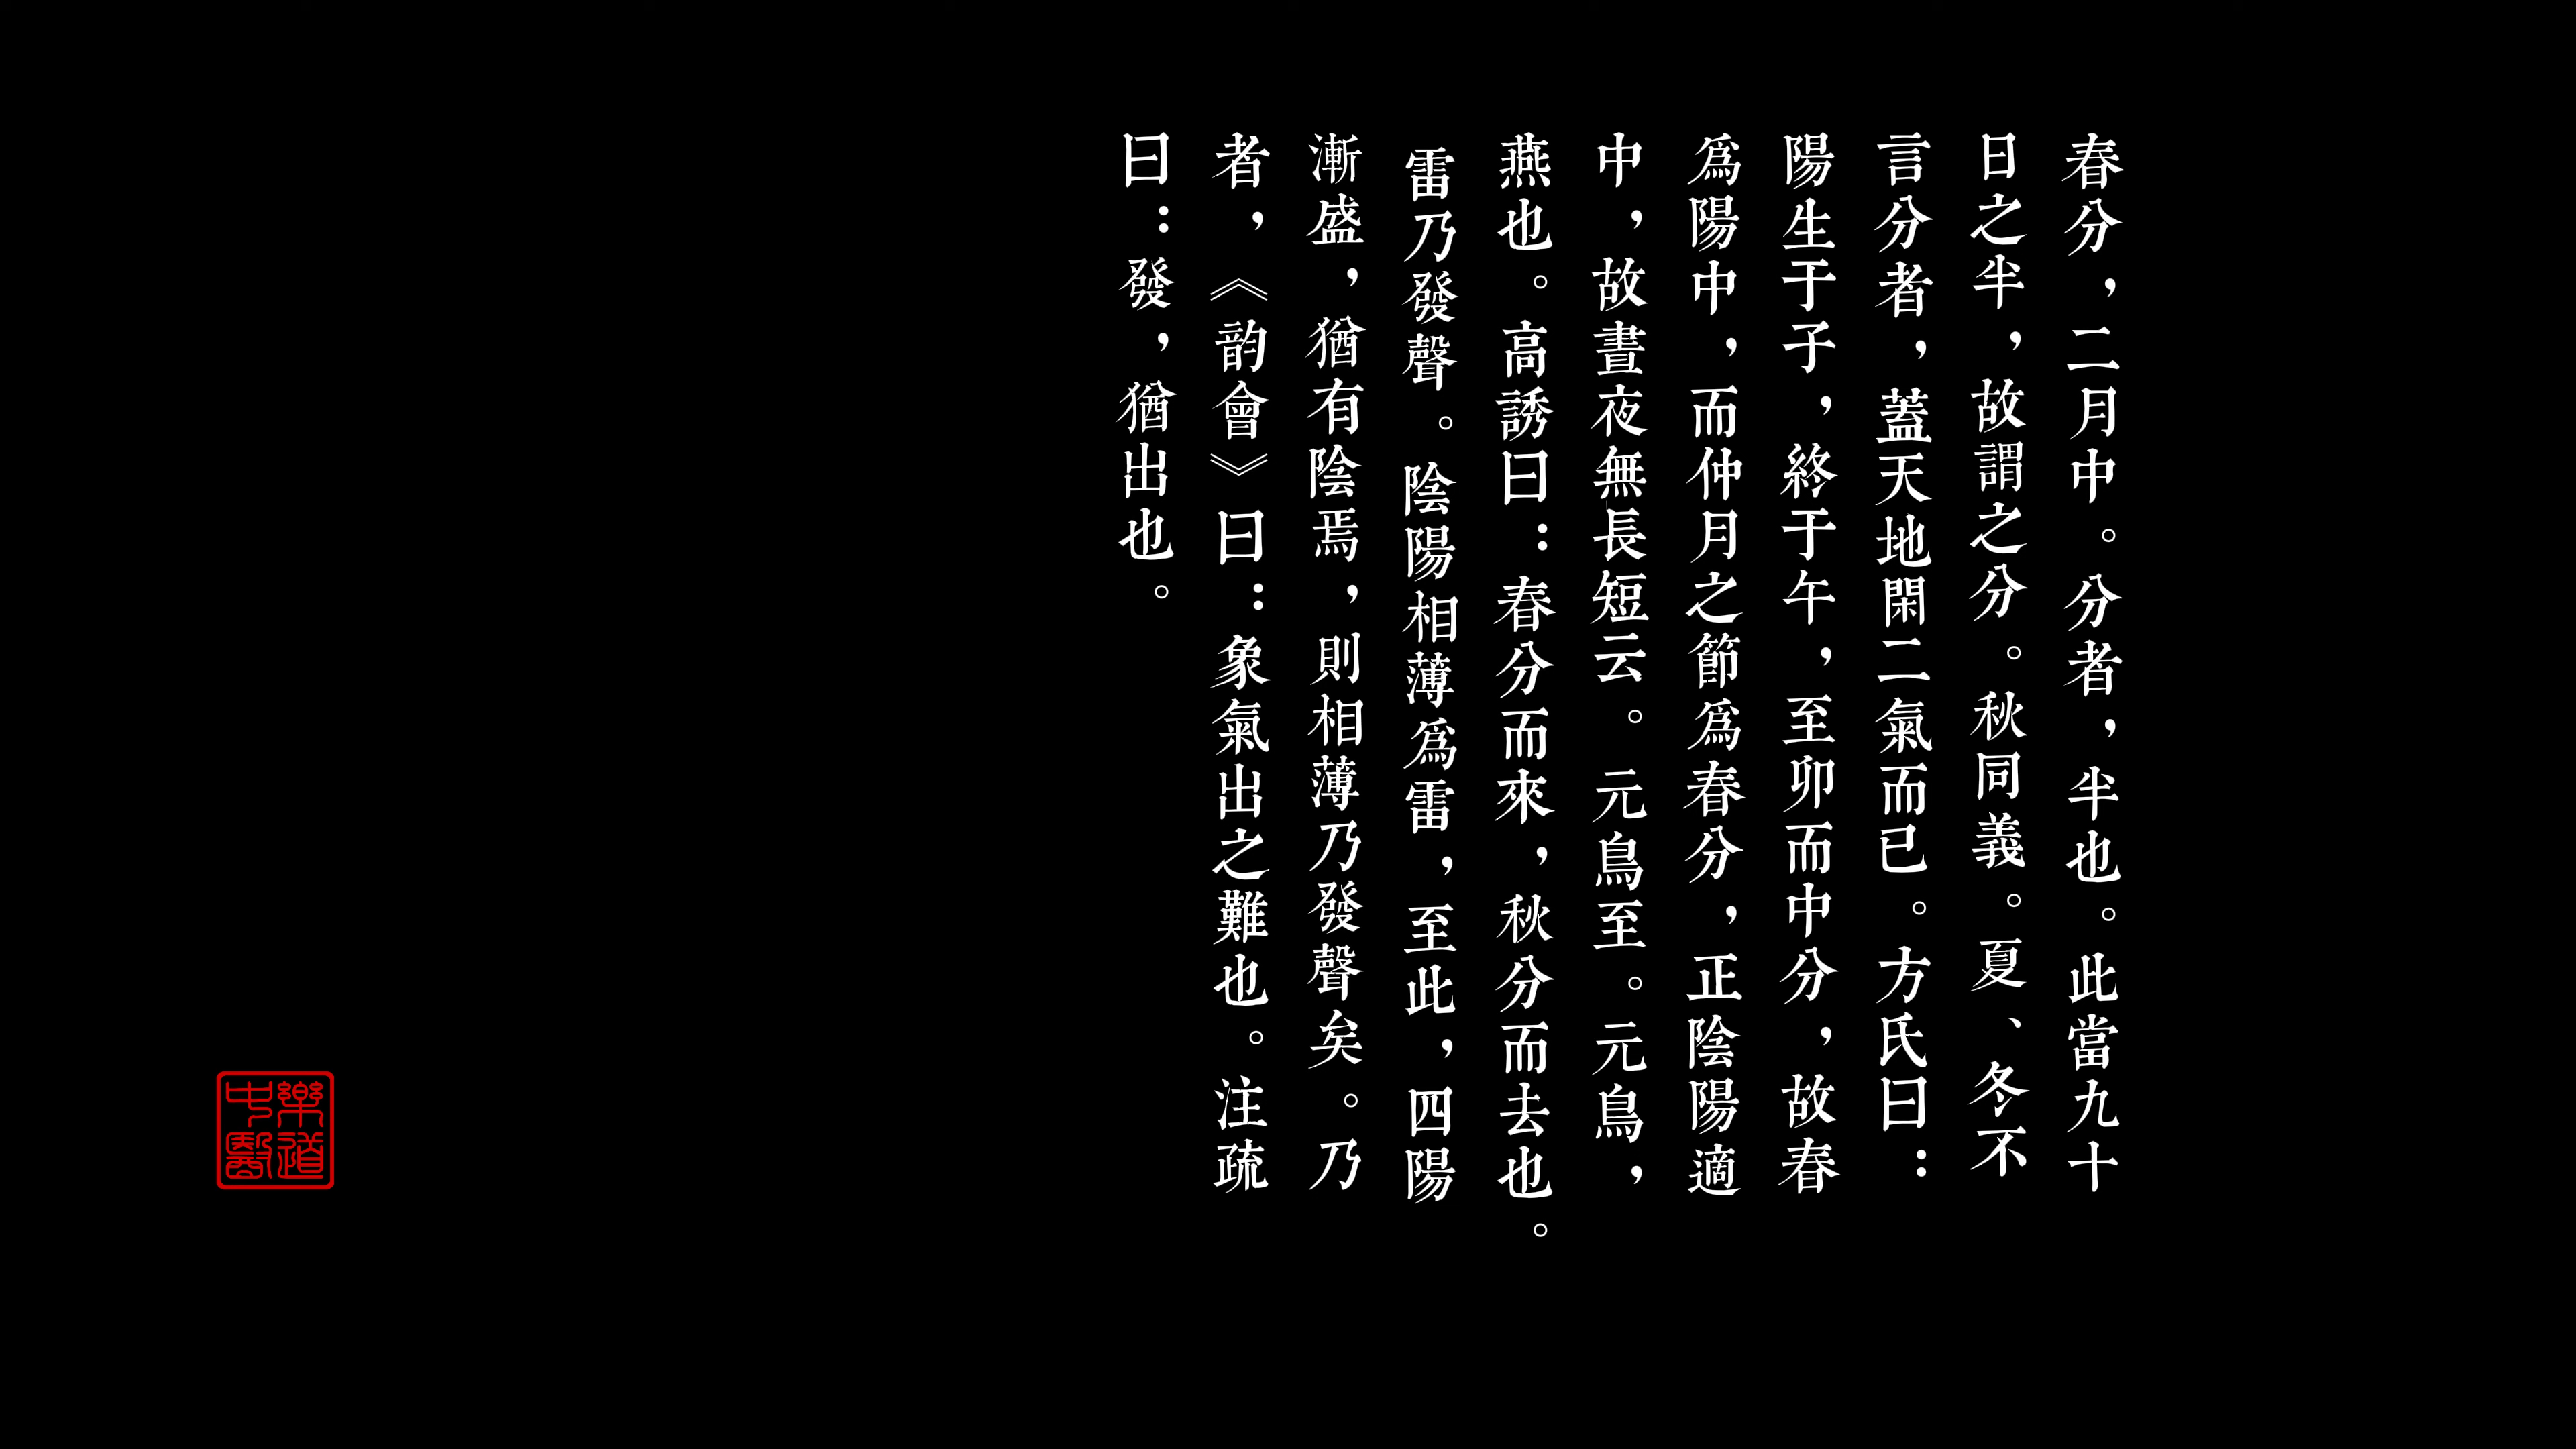 春分，二月中。分者，半也。此當九十
日之半，故謂之分。秋同義。夏、冬不
言分者，蓋天地閑二氣而已。方氏曰：
陽生于子，終于午，至卯而中分，故春
爲陽中，而仲月之節爲春分，正陰陽適
中，故晝夜無長短云。元鳥至。元鳥，
燕也。高誘曰：春分而來，秋分而去也。
雷乃發聲。陰陽相薄爲雷，至此，四陽
漸盛，猶有陰焉，則相薄乃發聲矣。乃
者，《韵會》曰：象氣出之難也。注疏
曰：發，猶出也。
樂道
中醫